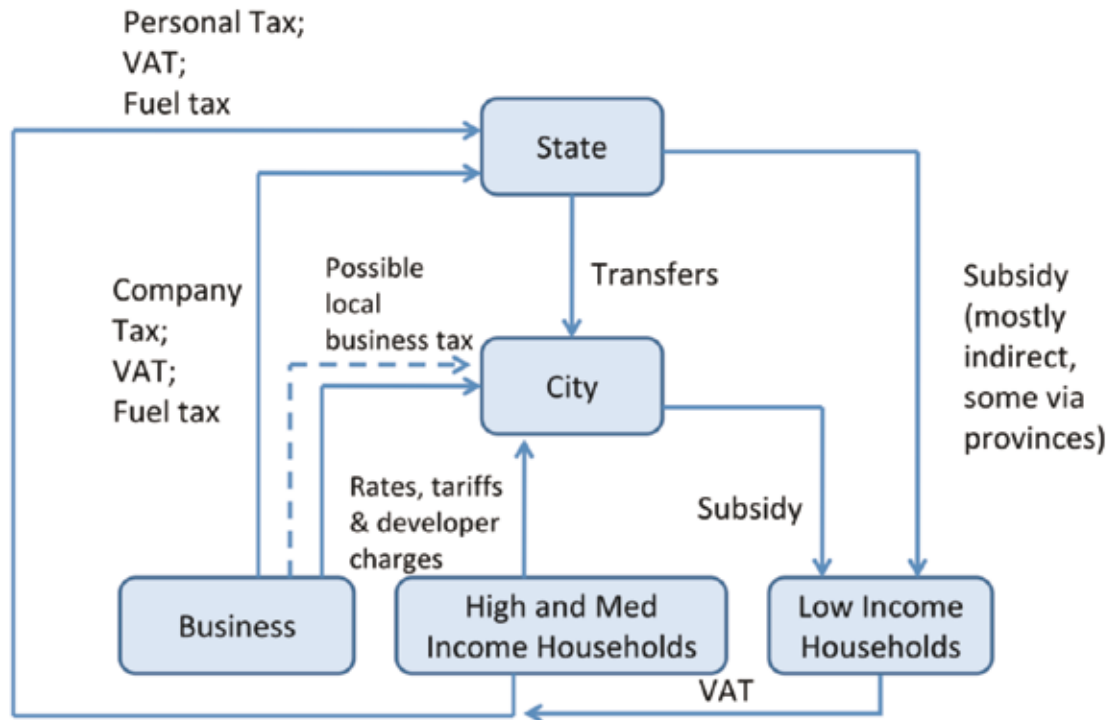 Personal Tax;
VAT;
Fuel tax
State
Possible
local
business tax
Transfers
Company
Tax;
VAT;
Fuel tax
Subsidy
(mostly
indirect,
some via
provinces)
City
Rates, tariffs
& developer
charges
Subsidy
Business
High and Med
Income Households
Low Income
Households
VAT